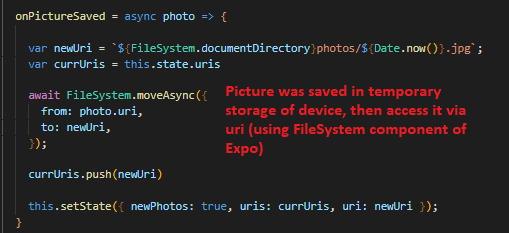 onPictureSaved = async photo => {
var newUri = `${FileSystem.documentDirectory}photos/${Date.now()}.jpg`;
var currUris = this.state.uris
await FileSystem.moveAsync({
from: photo.uri,
to: newUri,
});
Picture was saved in temporary
storage of device, then access it via
uri (using FileSystem component of
Expo)
currUris.push(newUri)
this.setState({ newPhotos: true, uris: currUris, uri: newUri });
}